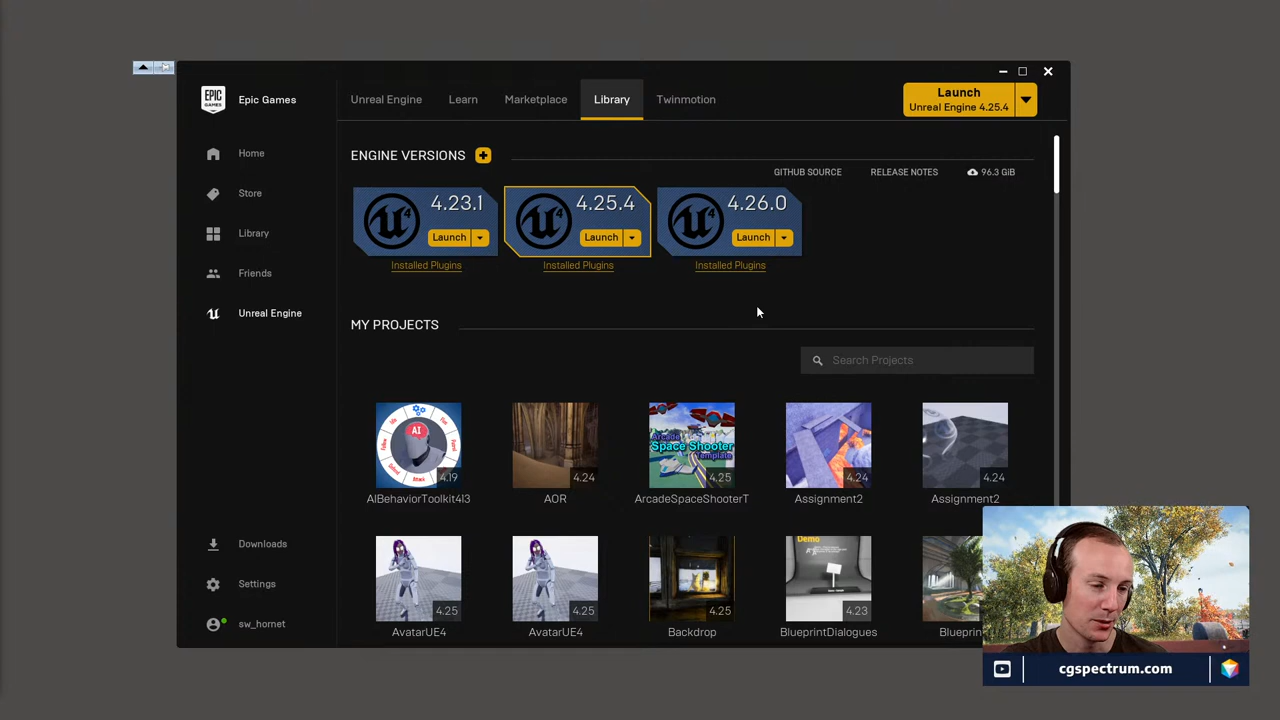 EPIC
GAMES
Epic Games
Unreal Engine
Learn
Marketplace
Library
Twinmotion
Launch
Unreal Engine 4.25.4
Home
Store
Library
Friends
Unreal Engine
Downloads
Settings
sw_hornet
ENGINE VERSIONS
GITHUB SOURCE
RELEASE NOTES
96.3 GiB
4.23.1
Launch
Installed Plugins
4.25.4
Launch
Installed Plugins
4.26.0
Launch
Installed Plugins
MY PROJECTS
Search Projects
AI
4.19
AIBehaviorToolkit413
4.24
AOR
Arcade
Space Shooter
Template
4.25
ArcadeSpaceShooterT
4.24
Assignment2
4.24
Assignment2
4.25
AvatarUE4
4.25
AvatarUE4
4.25
Backdrop
Demo
4.23
BlueprintDialogues
Blueprin
cgspectrum.com